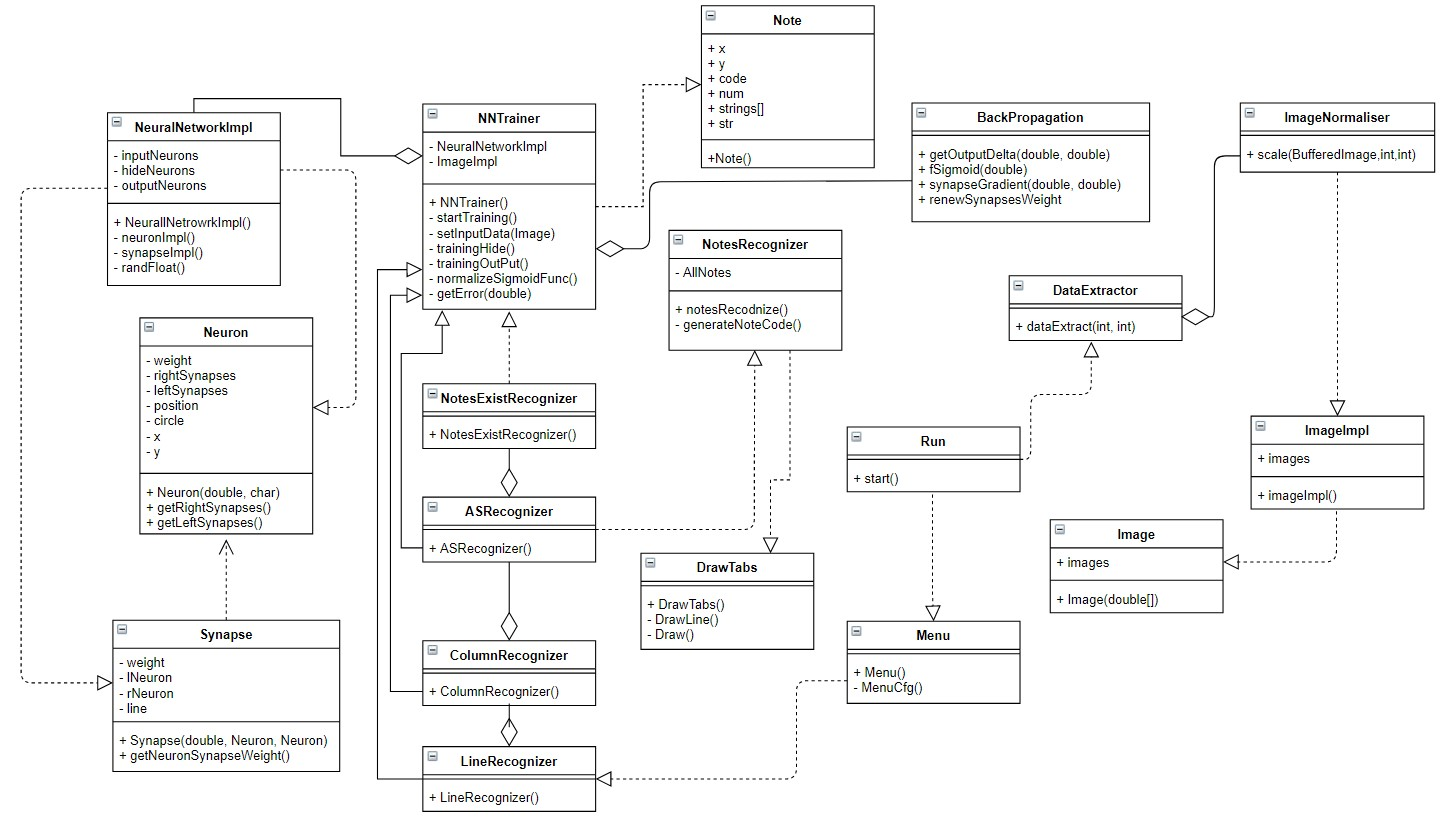 Note
+ x
+ y
+ code
+ num
+ strings[]
+ str
+Note()
NeuralNetworkImpl
- inputNeurons
- hideNeurons
- outputNeurons
+ NeurallNetrowrkImpl()
- neuronImpl()
- synapseImpl()
- randFloat()
NNTrainer
- NeuralNetworkImpl
- ImageImpl
+ NNTrainer()
- startTraining()
- setInputData(Image)
- trainingHide()
- trainingOutPut()
- normalizeSigmoidFunc()
- getError(double)
BackPropagation
+ getOutputDelta(double, double)
+ fSigmoid(double)
+ synapseGradient(double, double)
+ renewSynapsesWeight
ImageNormaliser
+ scale(BufferedImage,int,int)
NotesRecognizer
- AllNotes
+ notesRecodnize()
- generateNoteCode()
DataExtractor
+ dataExtract(int, int)
Neuron
- weight
- rightSynapses
- leftSynapses
- position
- circle
- x
- y
+ Neuron(double, char)
+ getRightSynapses()
+ getLeftSynapses()
NotesExistRecognizer
+ NotesExistRecognizer()
Run
+ start()
ImageImpl
+ images
+ imageImpl()
ASRecognizer
+ ASRecognizer()
Image
+ images
+ Image(double[])
DrawTabs
+ DrawTabs()
- DrawLine()
- Draw()
Synapse
- weight
- lNeuron
- rNeuron
- line
+ Synapse(double, Neuron, Neuron)
+ getNeuronSynapseWeight()
ColumnRecognizer
+ ColumnRecognizer()
Menu
+ Menu()
- MenuCfg()
LineRecognizer
+ LineRecognizer()